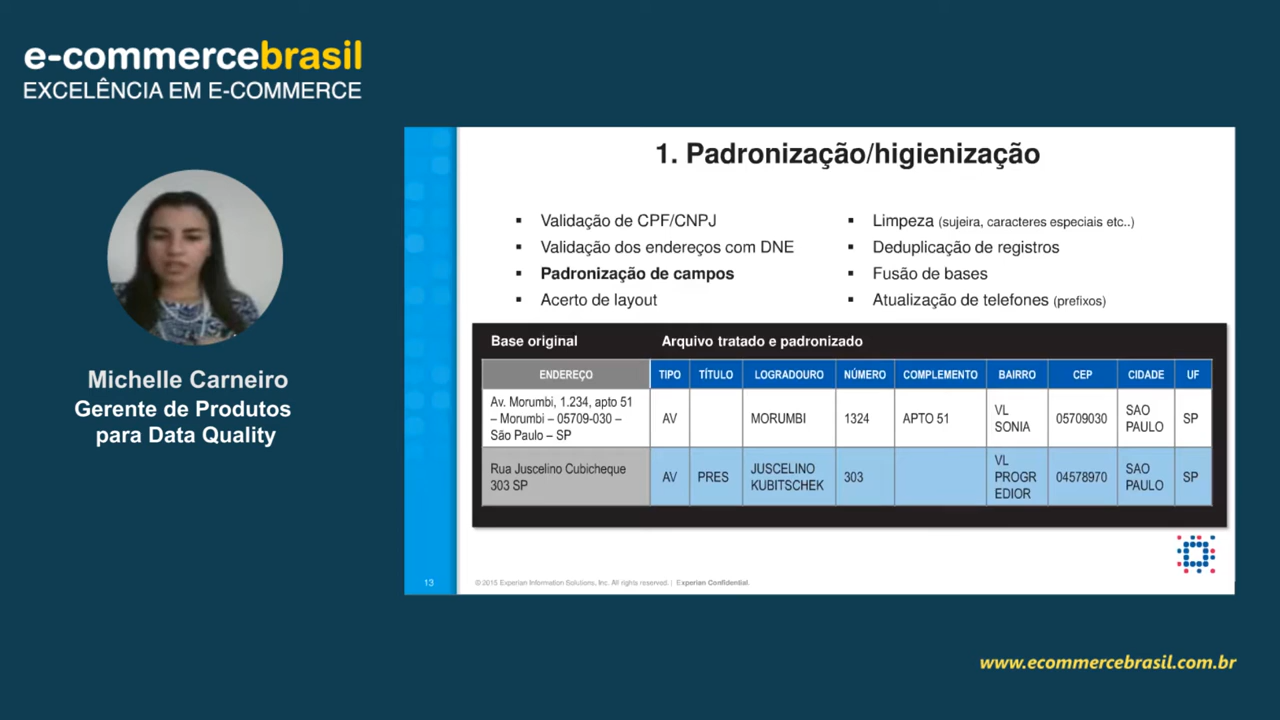 e-commercebrasil
EXCELÊNCIA EM E-COMMERCE
Michelle Carneiro
Gerente de Produtos
para Data Quality
1. Padronização/higienização
▪ Validação de CPF/CNPJ
▪ Validação dos endereços com DNE
▪ Padronização de campos
▪ Acerto de layout
▪ Limpeza (sujeira, caracteres especiais etc..)
▪ Deduplicação de registros
▪ Fusão de bases
▪ Atualização de telefones (prefixos)
Base original
Arquivo tratado e padronizado
ENDEREÇO TIPO TÍTULO LOGRADOURO NÚMERO COMPLEMENTO BAIRRO CEP CIDADE UF
Av. Morumbi, 1.234, apto 51
– Morumbi – 05709-030 –
São Paulo – SP
AV
MORUMBI
1324
APTO 51
VL
SONIA
05709030
SAO
PAULO
SP
Rua Juscelino Cubicheque
303 SP
AV
PRES
JUSCELINO
KUBITSCHEK
303
VL
PROGR
EDIOR
04578970
SAO
PAULO
SP
13
© 2015 Experian Information Solutions, Inc. All rights reserved. | Experian Confidential.
www.ecommercebrasil.com.br